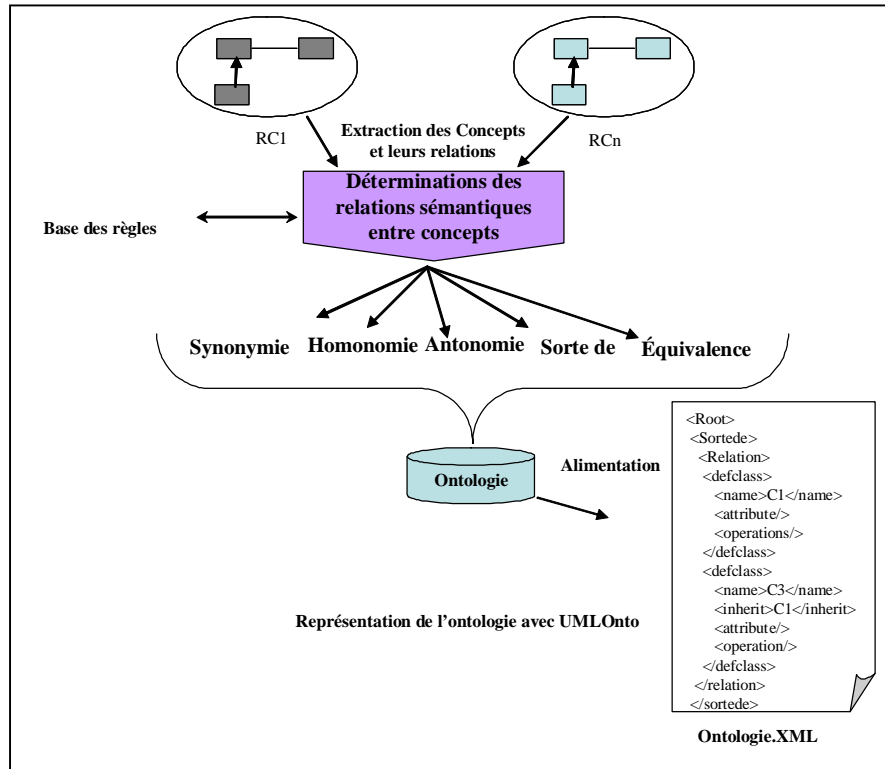 RC1
Extraction des Concepts
et leurs relations
RCn
Déterminations des
relations sémantiques
entre concepts
Base des règles
Synonymie
Homonomie
Antonomie
Sorte de
Équivalence
Ontologie
Alimentation
<Root>
<Sortede>
<Relation>
<defclass>
<name>C1</name>
<attribute/>
<operations/>
</defclass>
<defclass>
<name>C3</name>
<inherit>C1</inherit>
<attribute/>
<operation/>
</defclass>
</relation>
</sortede>
Représentation de l’ontologie avec UMLOnto
Ontologie.XML